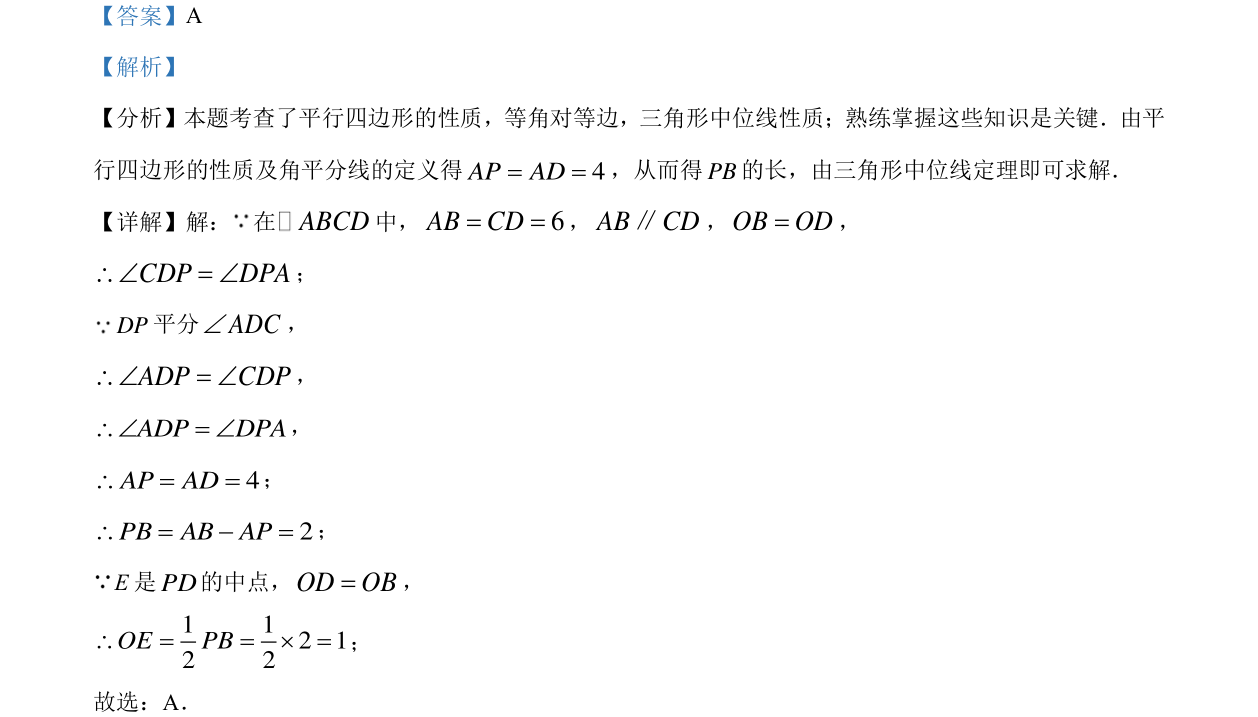 【答案】A
【解析】
【分析】本题考查了平行四边形的性质，等角对等边，三角形中位线性质；熟练掌握这些知识是关键．由平
行四边形的性质及角平分线的定义得 AP = AD = 4，从而得 PB 的长，由三角形中位线定理即可求解．
【详解】解：∵在□ ABCD 中， AB = CD = 6， AB∥CD， OB = OD，
∴∠CDP = ∠DPA；
∵ DP 平分∠ADC，
∴∠ADP = ∠CDP，
∴∠ADP = ∠DPA，
∴ AP = AD = 4；
∴ PB = AB − AP = 2；
∵E 是 PD 的中点， OD = OB，
∴OE = 1/2 PB = 1/2 × 2 = 1；
故选：A．